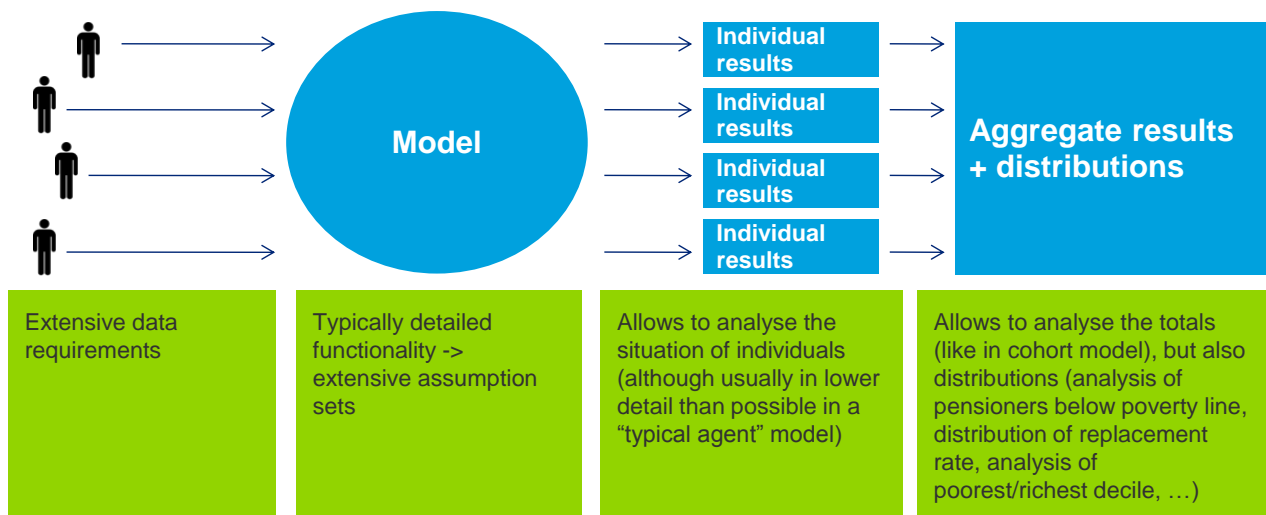 Individual
results
Individual
results
Model
Individual
results
Individual
results
Aggregate results
+ distributions
Extensive data
requirements
Typically detailed
functionality ->
extensive assumption
sets
Allows to analyse the
situation of individuals
(although usually in lower
detail than possible in a
“typical agent” model)
Allows to analyse the totals
(like in cohort model), but also
distributions (analysis of
pensioners below poverty line,
distribution of replacement
rate, analysis of
poorest/richest decile, …)